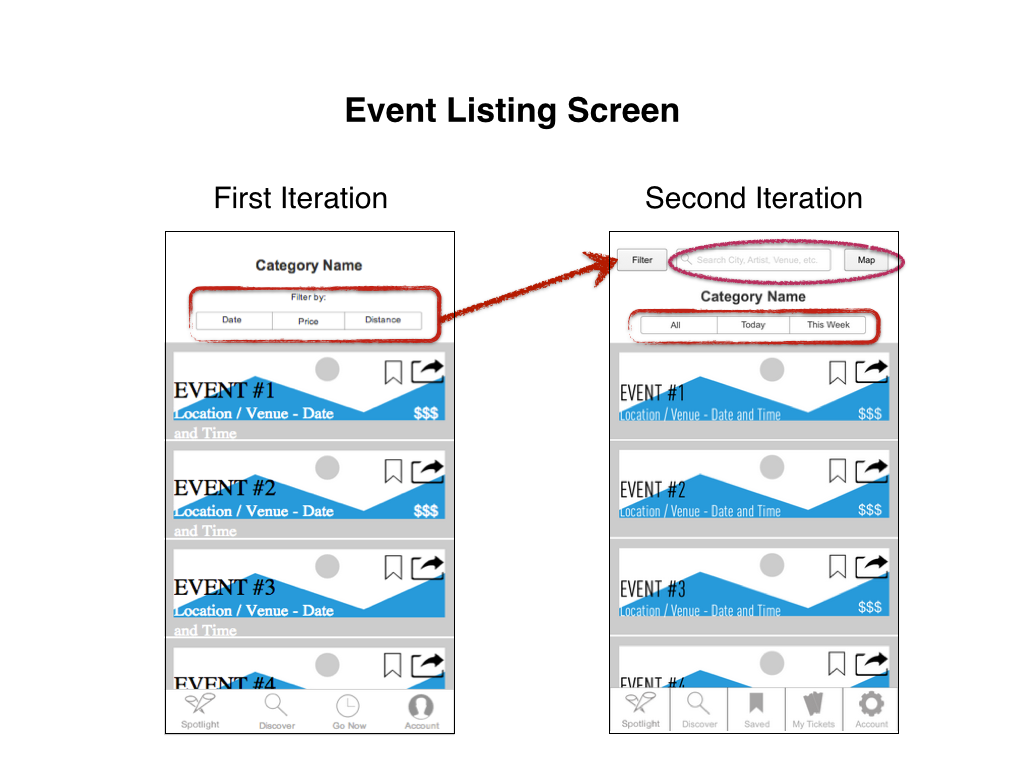 Event Listing Screen
First Iteration
Category Name
Filter by:
Date Price Distance
EVENT #1
Location / Venue - Date $$$
and Time
EVENT #2
Location / Venue - Date $$$
and Time
EVENT #3
Location / Venue - Date
and Time
EVENT #4
Spotlight Discover Go Now Account
Second Iteration
Filter Search City, Artist, Venue, etc. Map
Category Name
All Today This Week
EVENT #1
Location / Venue - Date and Time $$$
EVENT #2
Location / Venue - Date and Time $$$
EVENT #3
Location / Venue - Date and Time $$$
EVENT #4
Spotlight Discover Saved My Tickets Account